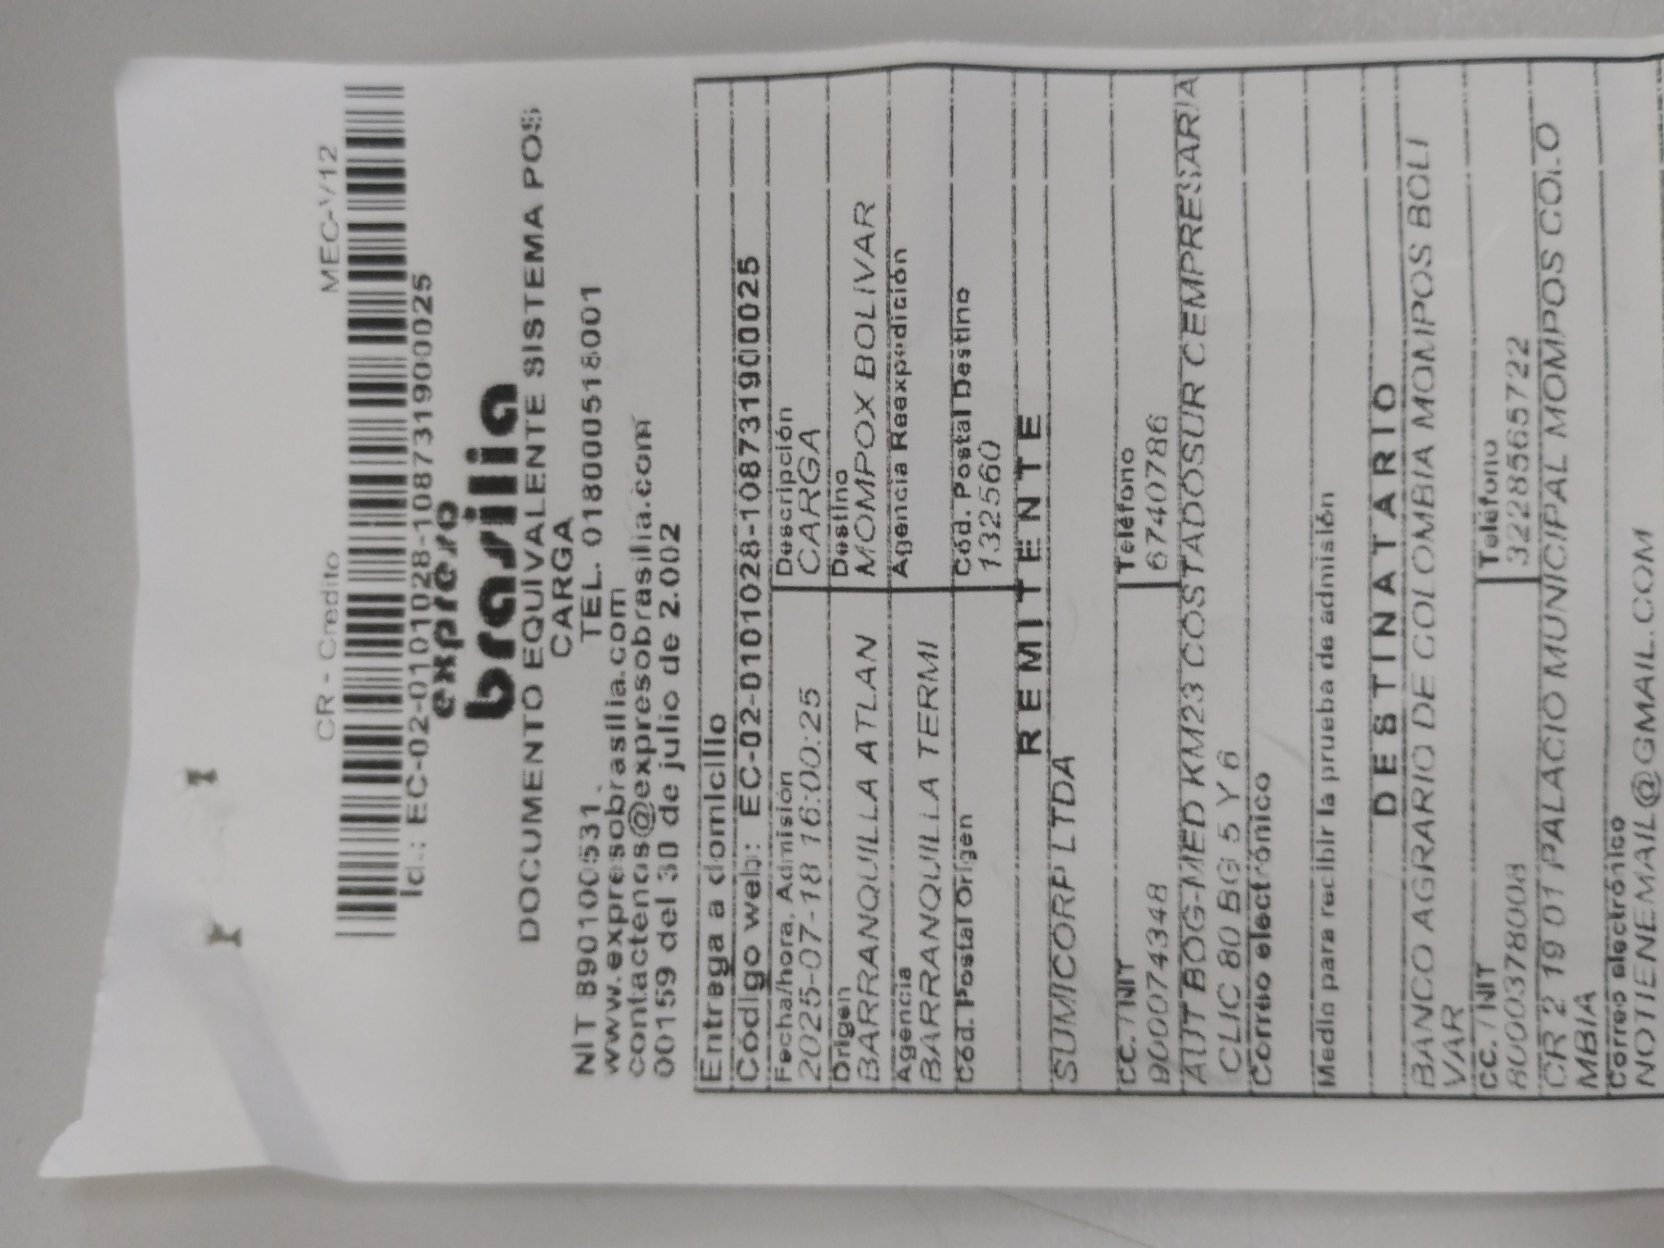 CR - Credito MEC-V12
Id.: EC-02-0101028-1087319000025
expreso
brasilia
DOCUMENTO EQUIVALENTE SISTEMA POS
CARGA
NIT 890100531. TEL. 018000518001
www.expresobrasilia.com
contactenos@expresobrasilia.com
00159 del 30 de julio de 2.002
Entrega a domicilio
Código web: EC-02-0101028-1087319000025
Fecha/hora. Admisión Descripción
2025-07-18 16:00:25 CARGA
Origen Destino
BARRANQUILLA ATLAN MOMPOX BOLIVAR
Agencia Agencia Reexpedición
BARRANQUILLA TERMI
Cód. Postal Origen Cód. Postal Destino
132560
REMITENTE
SUMICORP LTDA
CC. / NIT Teléfono
9000074348 6740786
AUT BOG-MED KM23 COSTADOSUR CEMPRESARIA
CLIC 80 BG 5 Y 6
Correo electrónico
Medio para recibir la prueba de admisión
DESTINATARIO
BANCO AGRARIO DE COLOMBIA MOMPOS BOLI
VAR
CC. / NIT Teléfono
8000378008 3228565722
CR 2 19 01 PALACIO MUNICIPAL MOMPOS COLO
MBIA
Correo electrónico
NOTIENEMAIL@GMAIL.COM